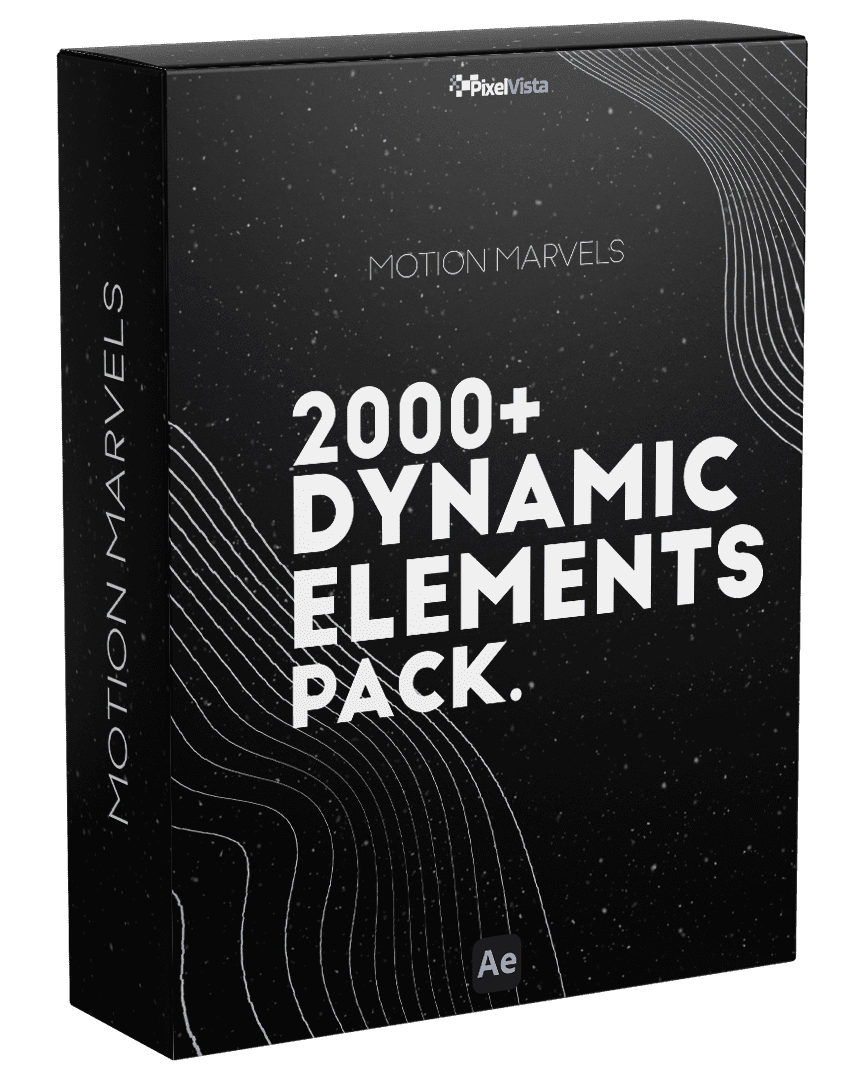 PixelVista
MOTION MARVELS
2000+
DYNAMIC
ELEMENTS
PACK.
Ae
MOTION MARVELS